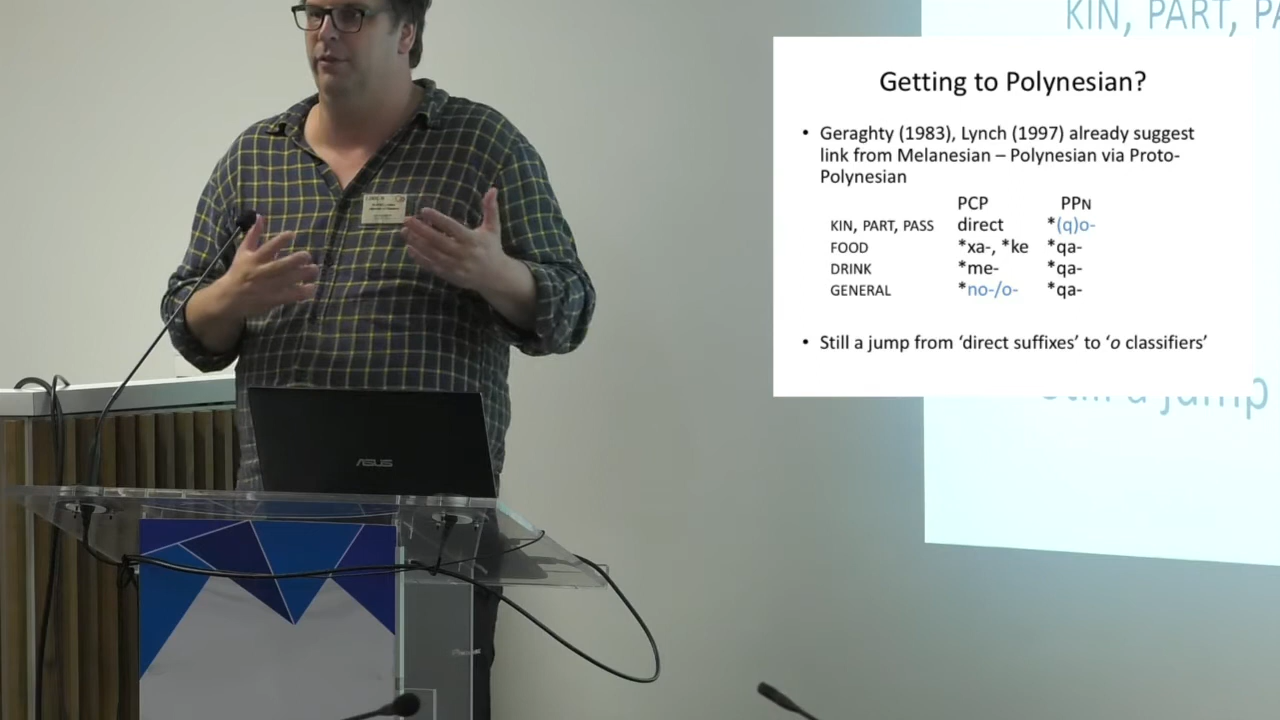 KIN, PART,
Getting to Polynesian?
• Geraghty (1983), Lynch (1997) already suggest
link from Melanesian – Polynesian via Proto-
Polynesian
PCP PPN
KIN, PART, PASS direct *(q)o-
FOOD *xa-, *ke *qa-
DRINK *me- *qa-
GENERAL *no-/o- *qa-
• Still a jump from ‘direct suffixes’ to ‘o classifiers’
Still a jump
ASUS